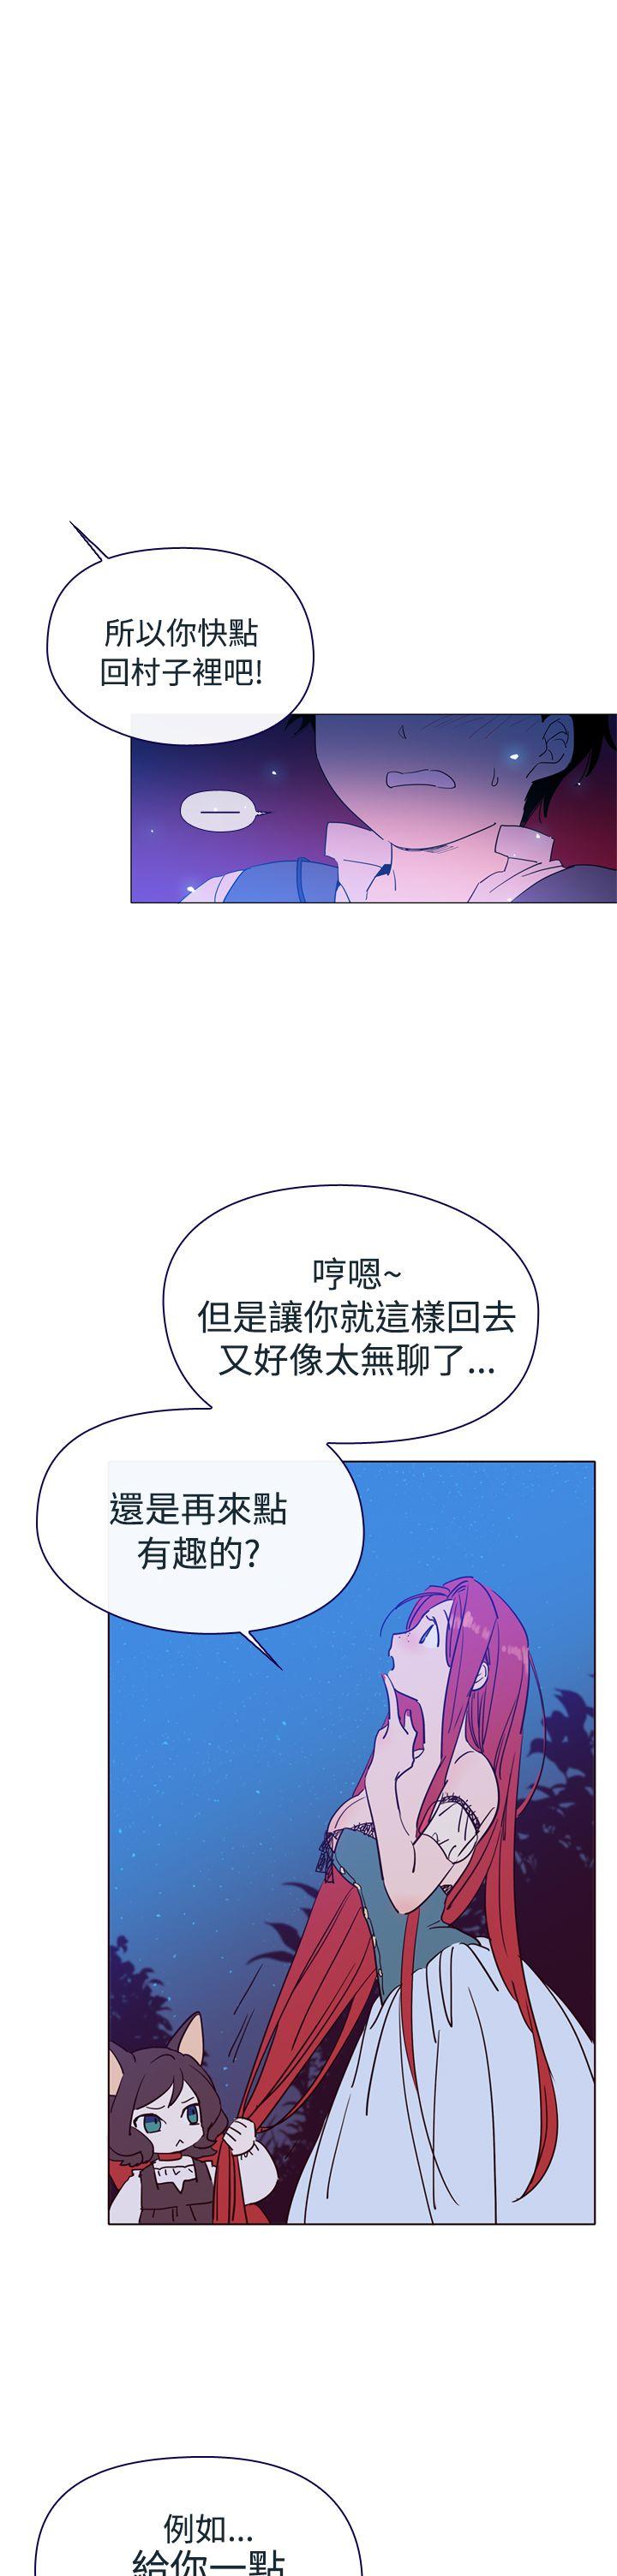 所以你快點
回村子裡吧!
哼嗯~
但是讓你就這樣回去
又好像太無聊了...
還是再來點
有趣的?
例如...
給你一點